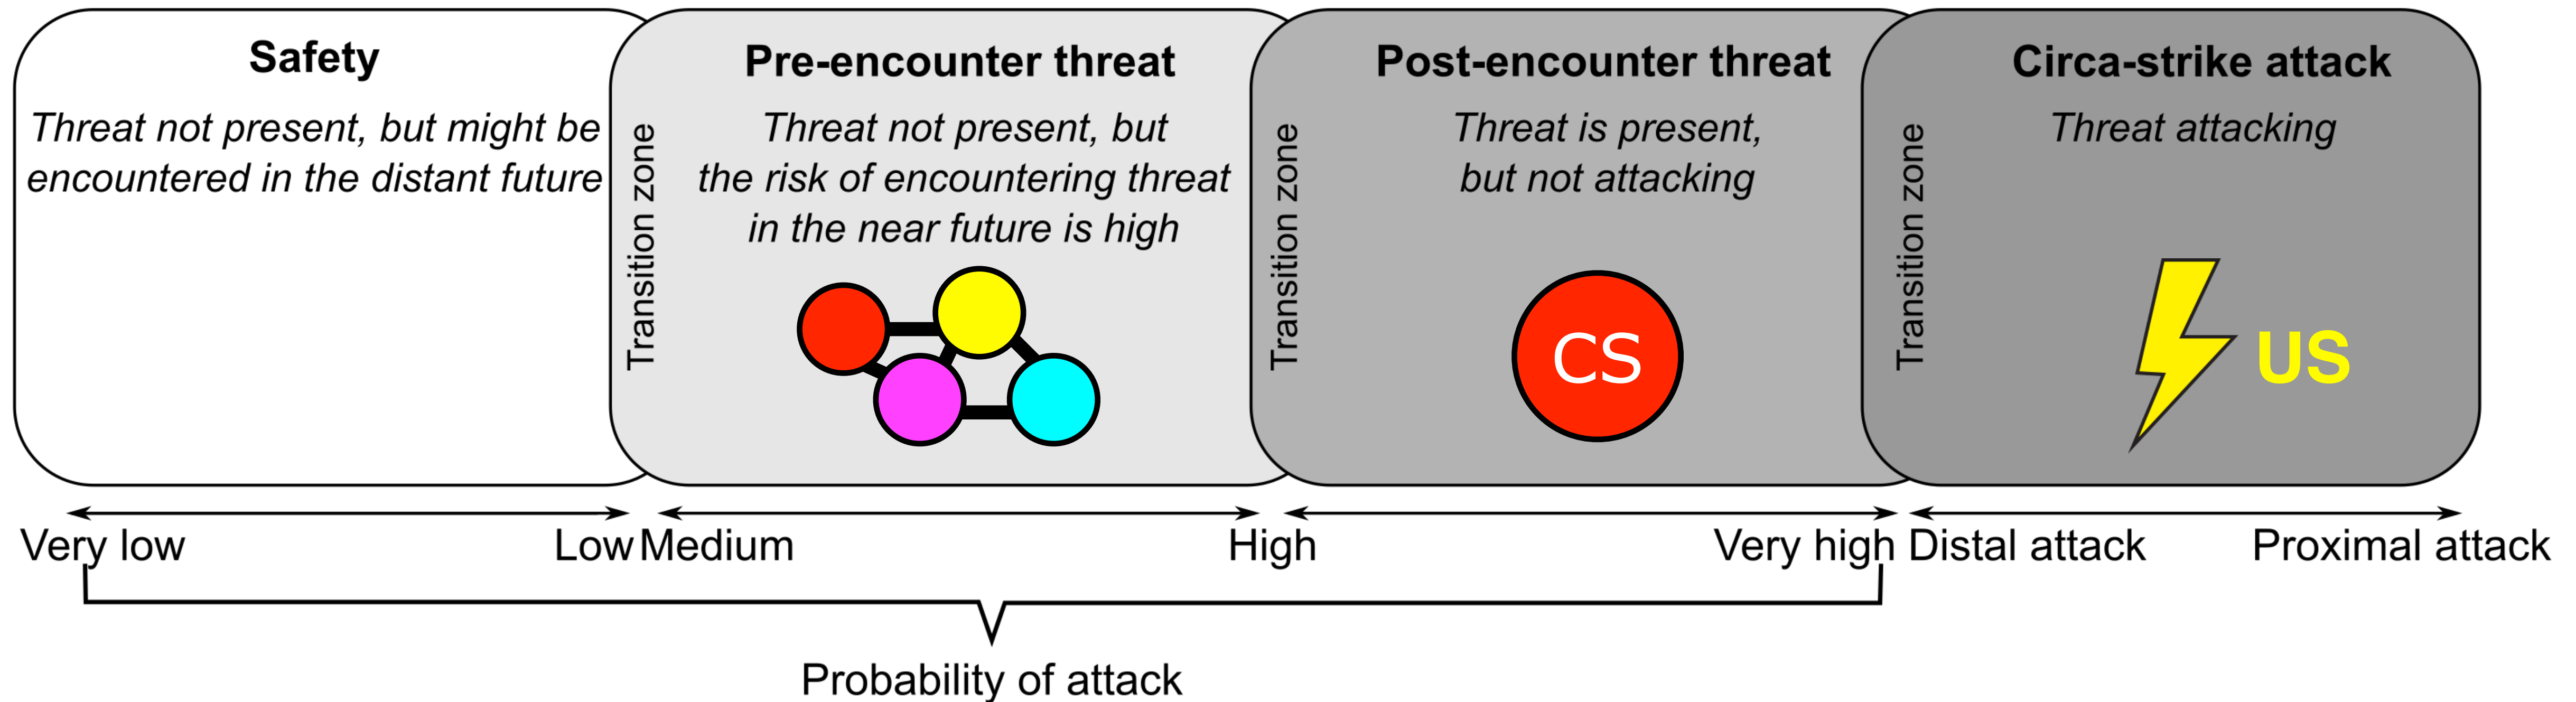 Safety
Threat not present, but might be
encountered in the distant future
Transition zone
Pre-encounter threat
Threat not present, but
the risk of encountering threat
in the near future is high
Transition zone
Post-encounter threat
Threat is present,
but not attacking
CS
Transition zone
Circa-strike attack
Threat attacking
US
Very low
Low
Medium
High
Very high
Distal attack
Proximal attack
Probability of attack